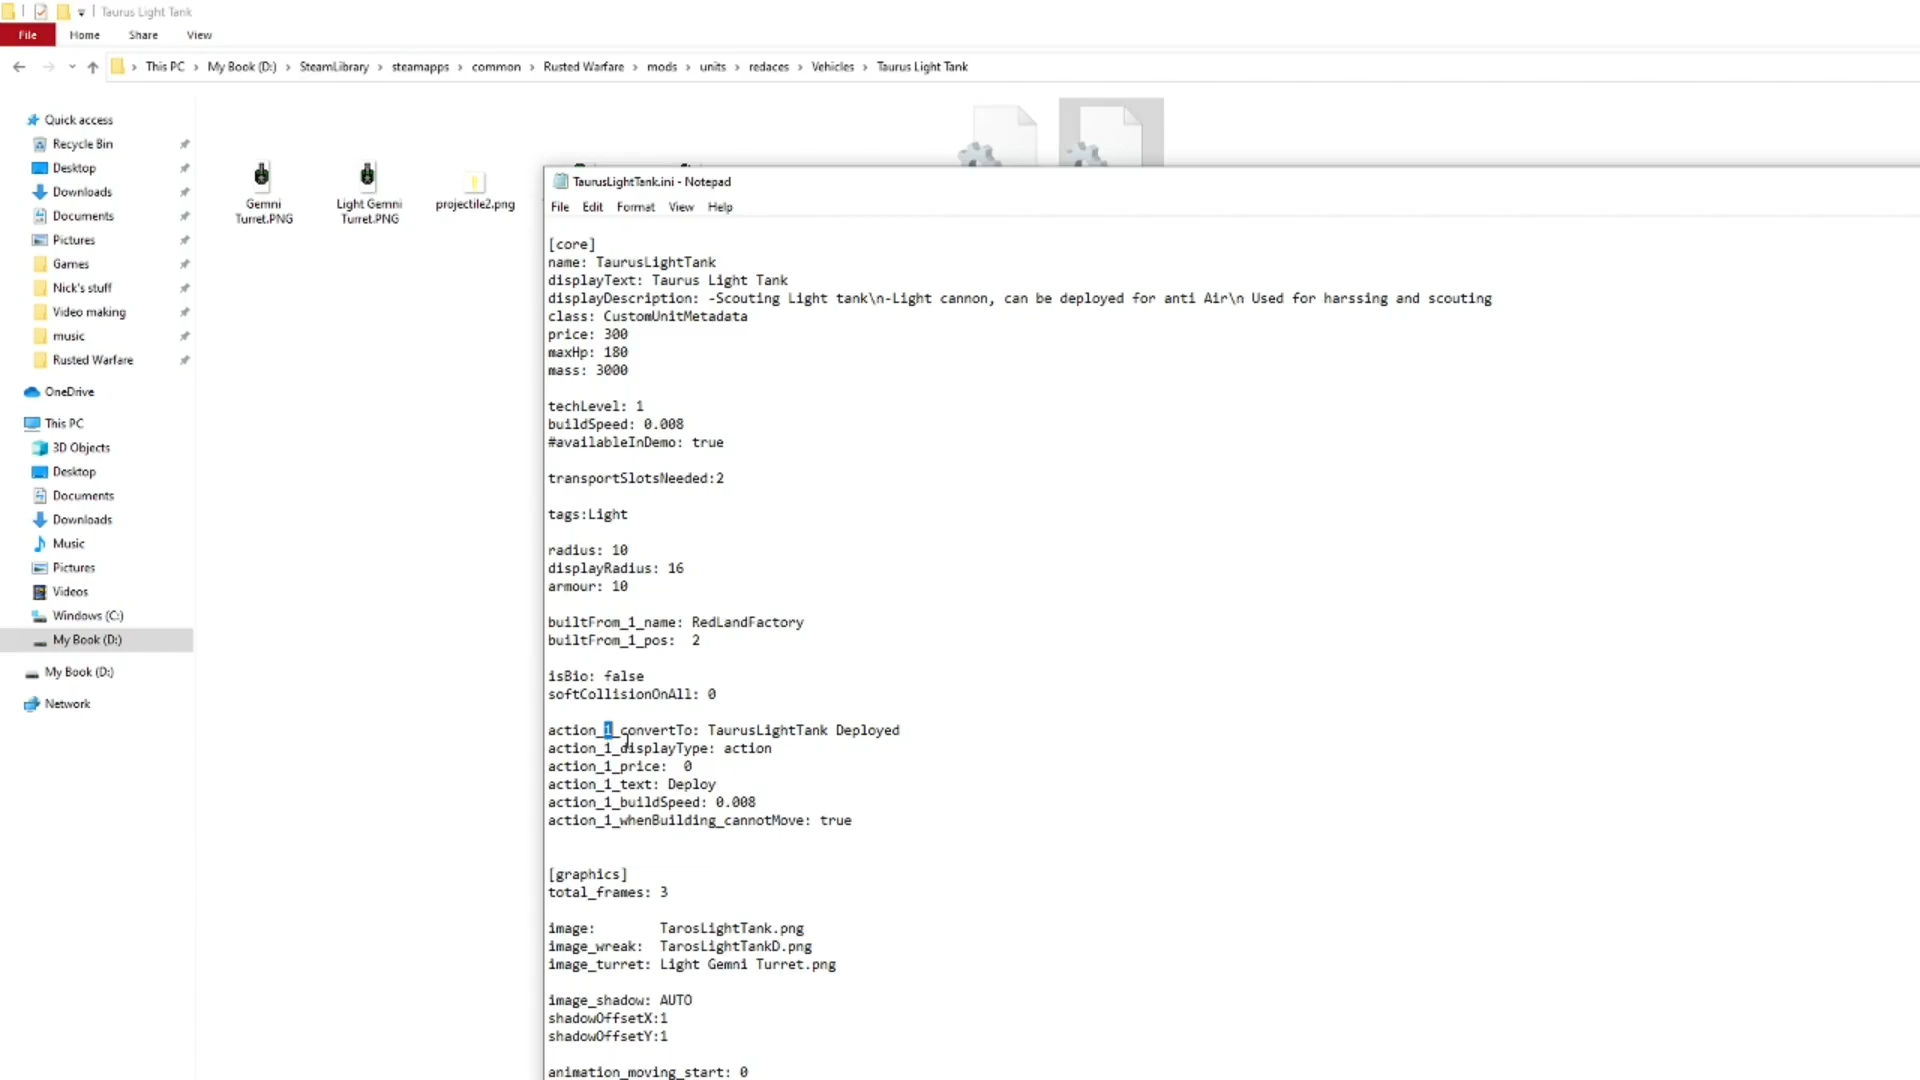 Taurus Light Tank
File Home Share View
This PC My Book (D:) SteamLibrary steamapps common Rusted Warfare mods units redaces Vehicles Taurus Light Tank
Quick access
Recycle Bin
Desktop
Downloads
Documents
Pictures
Games
Nick's stuff
Video making
music
Rusted Warfare
OneDrive
This PC
3D Objects
Desktop
Documents
Downloads
Music
Pictures
Videos
Windows (C:)
My Book (D:)
My Book (D:)
Network
Gemni
Turret.PNG
Light Gemni
Turret.PNG
projectile2.png
TaurusLightTank.ini - Notepad
File Edit Format View Help
[core]
name: TaurusLightTank
displayText: Taurus Light Tank
displayDescription: -Scouting Light tank\n-Light cannon, can be deployed for anti Air\n Used for harssing and scouting
class: CustomUnitMetadata
price: 300
maxHp: 180
mass: 3000
techLevel: 1
buildSpeed: 0.008
#availableInDemo: true
transportSlotsNeeded:2
tags:Light
radius: 10
displayRadius: 16
armour: 10
builtFrom_1_name: RedLandFactory
builtFrom_1_pos:  2
isBio: false
softCollisionOnAll: 0
action_1_convertTo: TaurusLightTank Deployed
action_1_displayType: action
action_1_price:  0
action_1_text: Deploy
action_1_buildSpeed: 0.008
action_1_whenBuilding_cannotMove: true
[graphics]
total_frames: 3
image:        TarosLightTank.png
image_wreak:  TarosLightTankD.png
image_turret: Light Gemni Turret.png
image_shadow: AUTO
shadowOffsetX:1
shadowOffsetY:1
animation_moving_start: 0